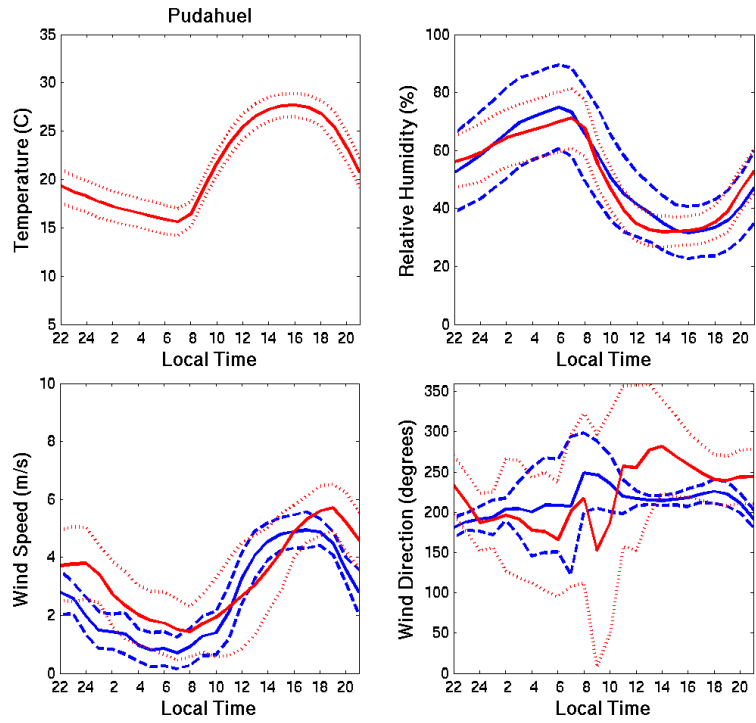 Pudahuel
35
30
25
20
15
10
5
Temperature (C)
22 24 2 4 6 8 10 12 14 16 18 20
Local Time
100
80
60
40
20
0
Relative Humidity (%)
22 24 2 4 6 8 10 12 14 16 18 20
Local Time
10
8
6
4
2
0
Wind Speed (m/s)
22 24 2 4 6 8 10 12 14 16 18 20
Local Time
350
300
250
200
150
100
50
0
Wind Direction (degrees)
22 24 2 4 6 8 10 12 14 16 18 20
Local Time